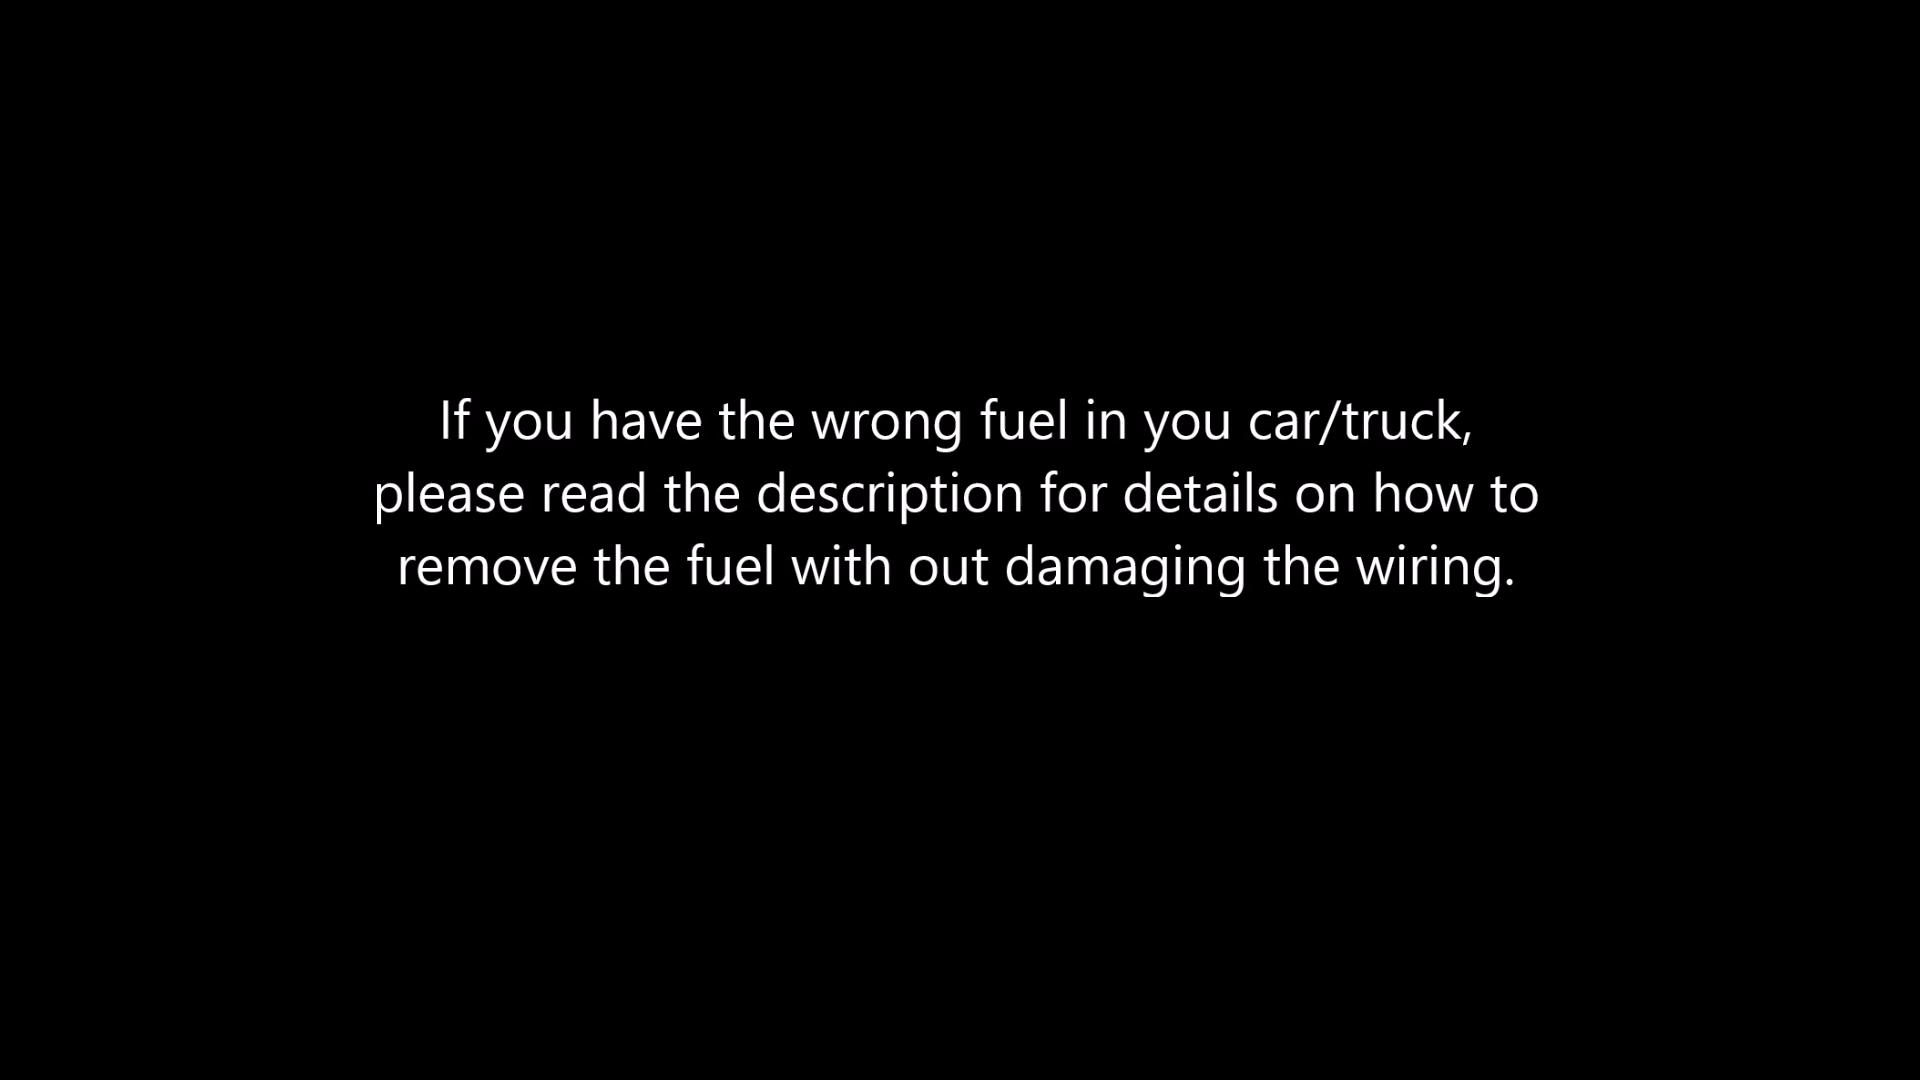 If you have the wrong fuel in you car/truck,
please read the description for details on how to
remove the fuel with out damaging the wiring.